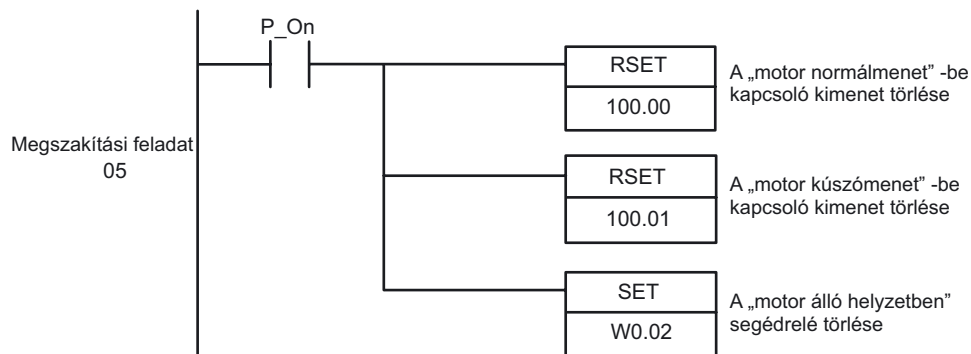 P_On
RSET
100.00
A „motor normálmenet” -be
kapcsoló kimenet törlése
Megszakítási feladat
05
RSET
100.01
A „motor kúszómenet” -be
kapcsoló kimenet törlése
SET
W0.02
A „motor álló helyzetben”
segédrelé törlése